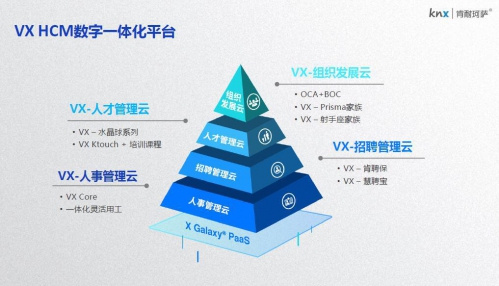 VX HCM数字一体化平台
knx | 肯耐珂萨®
VX-组织发展云
• OCA+BOC
• VX – Prisma家族
• VX – 射手座家族
VX-人才管理云
• VX – 水晶球系列
• VX Ktouch + 培训课程
VX-招聘管理云
• VX – 肯聘保
• VX – 慧聘宝
VX-人事管理云
• VX Core
• 一体化灵活用工
组织
发展云
人才管理云
招聘管理云
人事管理云
X Galaxy® PaaS